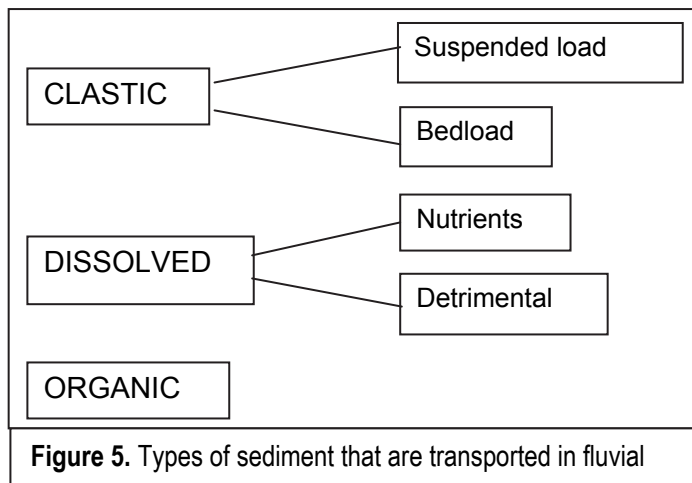 Suspended load
CLASTIC
Bedload
Nutrients
DISSOLVED
Detrimental
ORGANIC
Figure 5. Types of sediment that are transported in fluvial